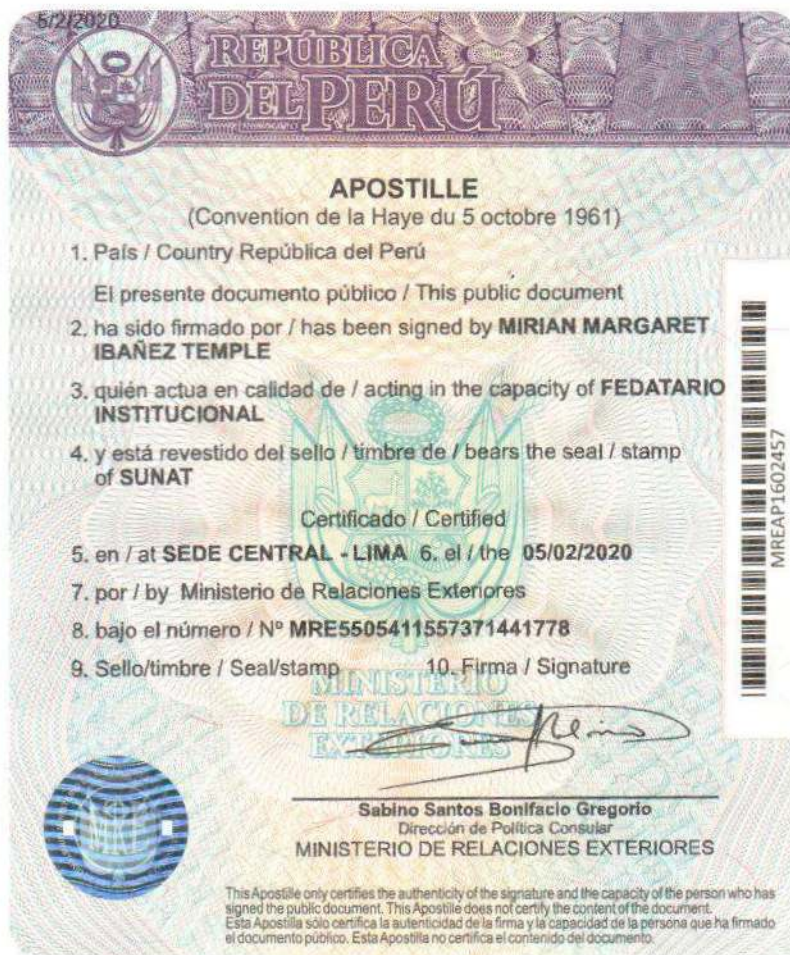 5/2/2020
REPÚBLICA
DEL PERÚ
APOSTILLE
(Convention de la Haye du 5 octobre 1961)
1. País / Country República del Perú
El presente documento público / This public document
2. ha sido firmado por / has been signed by MIRIAN MARGARET
IBAÑEZ TEMPLE
3. quién actua en calidad de / acting in the capacity of FEDATARIO
INSTITUCIONAL
4. y está revestido del sello / timbre de / bears the seal / stamp
of SUNAT
Certificado / Certified
5. en / at SEDE CENTRAL - LIMA 6. el / the 05/02/2020
7. por / by Ministerio de Relaciones Exteriores
8. bajo el número / Nº MRE5505411557371441778
9. Sello/timbre / Seal/stamp 10. Firma / Signature
MINISTERIO
DE RELACIONES
EXTERIORES
MRE
Sabino Santos Bonifacio Gregorio
Dirección de Política Consular
MINISTERIO DE RELACIONES EXTERIORES
This Apostille only certifies the authenticity of the signature and the capacity of the person who has
signed the public document. This Apostille does not certify the content of the document.
Esta Apostilla sólo certifica la autenticidad de la firma y la capacidad de la persona que ha firmado
el documento público. Esta Apostilla no certifica el contenido del documento.
MREAP1602457